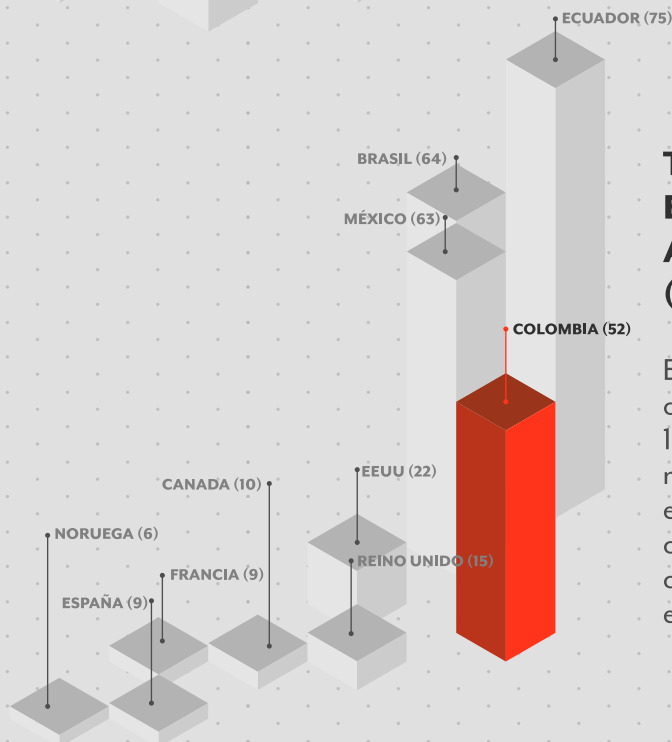 ECUADOR (75)
BRASIL (64)
MÉXICO (63)
COLOMBIA (52)
EEUU (22)
CANADA (10)
NORUEGA (6)
REINO UNIDO (15)
FRANCIA (9)
ESPAÑA (9)